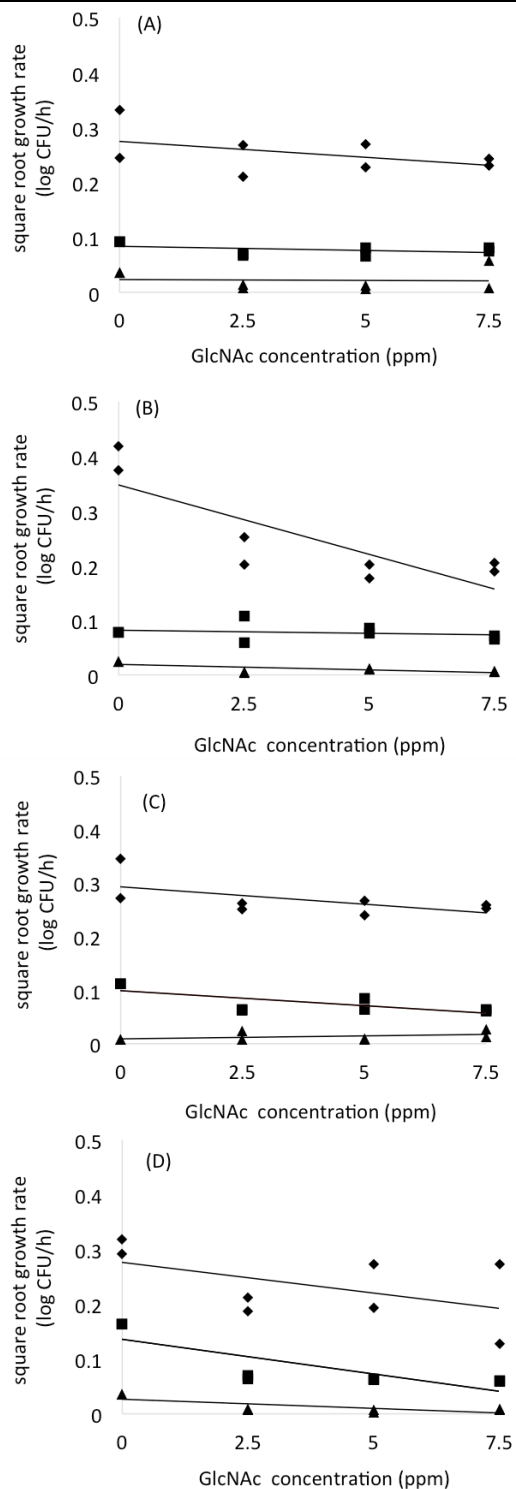 (A)
square root growth rate
(log CFU/h)
0.5
0.4
0.3
0.2
0.1
0
0 2.5 5 7.5
GlcNAc concentration (ppm)
(B)
square root growth rate
(log CFU/h)
0.5
0.4
0.3
0.2
0.1
0
0 2.5 5 7.5
GlcNAc concentration (ppm)
(C)
square root growth rate
(log CFU/h)
0.5
0.4
0.3
0.2
0.1
0
0 2.5 5 7.5
GlcNAc concentration (ppm)
(D)
square root growth rate
(log CFU/h)
0.5
0.4
0.3
0.2
0.1
0
0 2.5 5 7.5
GlcNAc concentration (ppm)